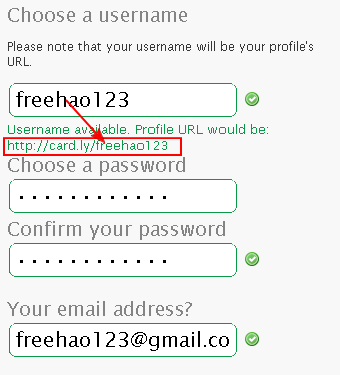 Choose a username
Please note that your username will be your profile's
URL.
freehao123
Username available. Profile URL would be:
http://card.ly/freehao123
Choose a password
Confirm your password
Your email address?
freehao123@gmail.co